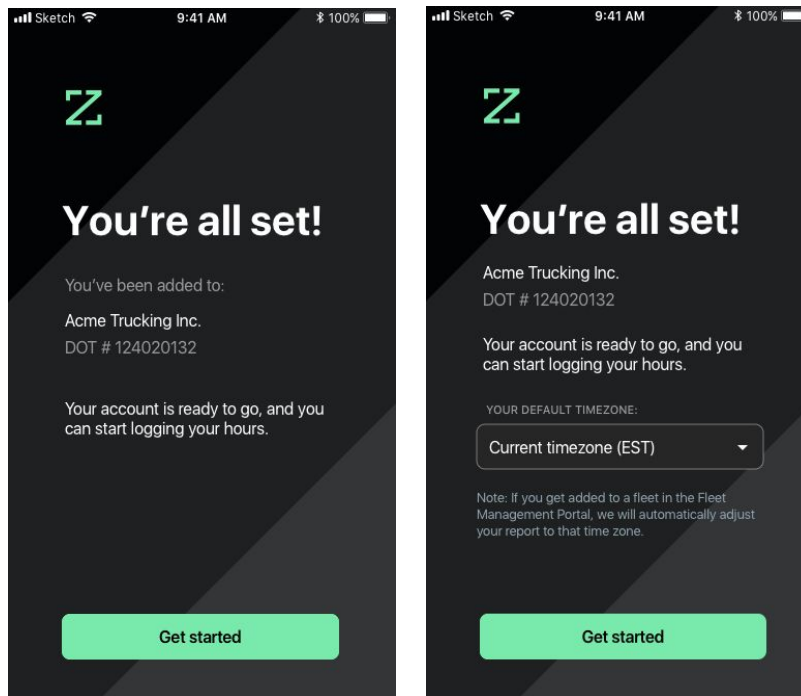 Sketch 9:41 AM 100%
You’re all set!
You’ve been added to:
Acme Trucking Inc.
DOT # 124020132
Your account is ready to go, and you
can start logging your hours.
Get started
Sketch 9:41 AM 100%
You’re all set!
Acme Trucking Inc.
DOT # 124020132
Your account is ready to go, and you
can start logging your hours.
YOUR DEFAULT TIMEZONE:
Current timezone (EST)
Note: If you get added to a fleet in the Fleet
Management Portal, we will automatically adjust
your report to that time zone.
Get started